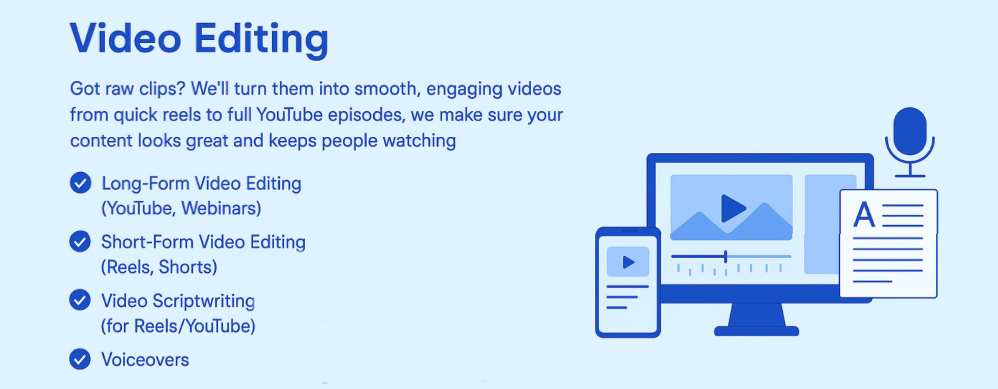 Video Editing
Got raw clips? We'll turn them into smooth, engaging videos
from quick reels to full YouTube episodes, we make sure your
content looks great and keeps people watching
Long-Form Video Editing
(YouTube, Webinars)
Short-Form Video Editing
(Reels, Shorts)
Video Scriptwriting
(for Reels/YouTube)
Voiceovers
A